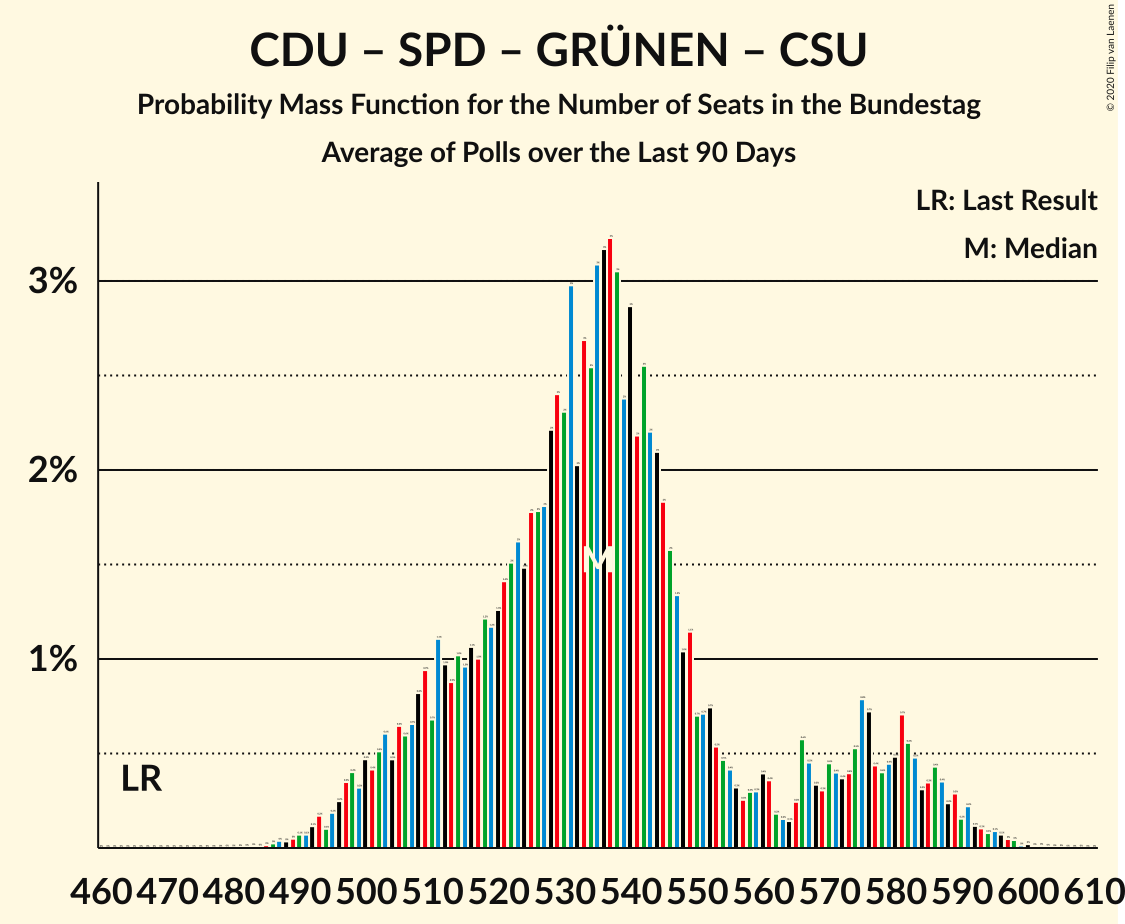 CDU – SPD – GRÜNEN – CSU
Probability Mass Function for the Number of Seats in the Bundestag
Average of Polls over the Last 90 Days
© 2020 Filip van Laenen
LR: Last Result
M: Median
3%
2%
1%
LR
M
460 470 480 490 500 510 520 530 540 550 560 570 580 590 600 610